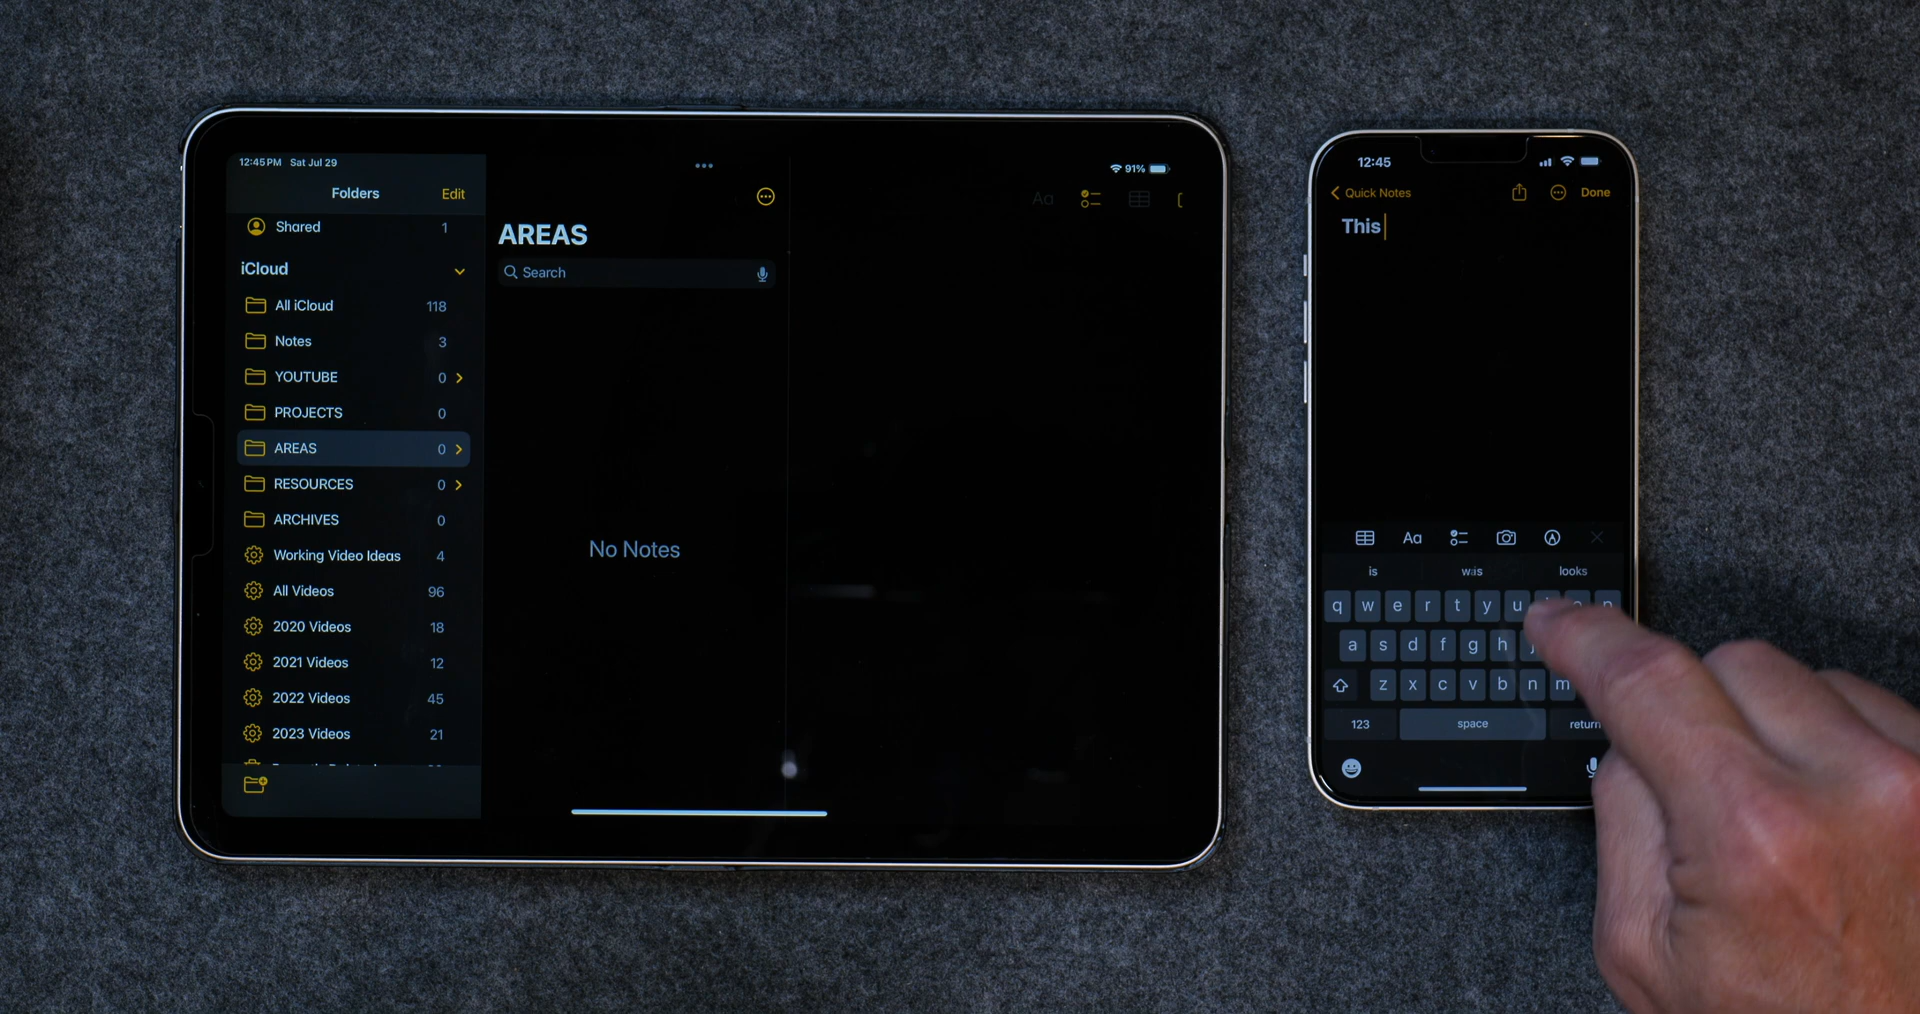 12:45 PM Sat Jul 29
91%
Folders
Edit
Shared 1
iCloud
All iCloud 118
Notes 3
YOUTUBE 0
PROJECTS 0
AREAS 0
RESOURCES 0
ARCHIVES 0
Working Video Ideas 4
All Videos 96
2020 Videos 18
2021 Videos 12
2022 Videos 45
2023 Videos 21
AREAS
Search
No Notes
Aa
12:45
Quick Notes
Done
This
Aa
is was looks
q w e r t y u
a s d f g h j
z x c v b n m
123 space return